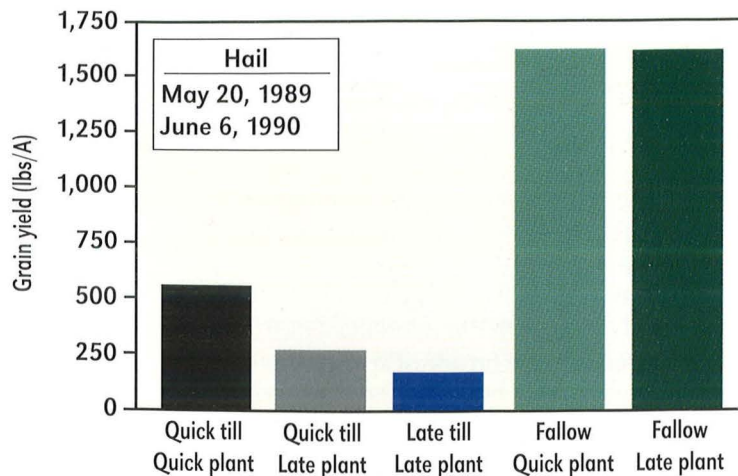 1,750
1,500
1,250
1,000
750
500
250
0
Grain yield (lbs/A)
Hail
May 20, 1989
June 6, 1990
Quick till
Quick plant
Quick till
Late plant
Late till
Late plant
Fallow
Quick plant
Fallow
Late plant